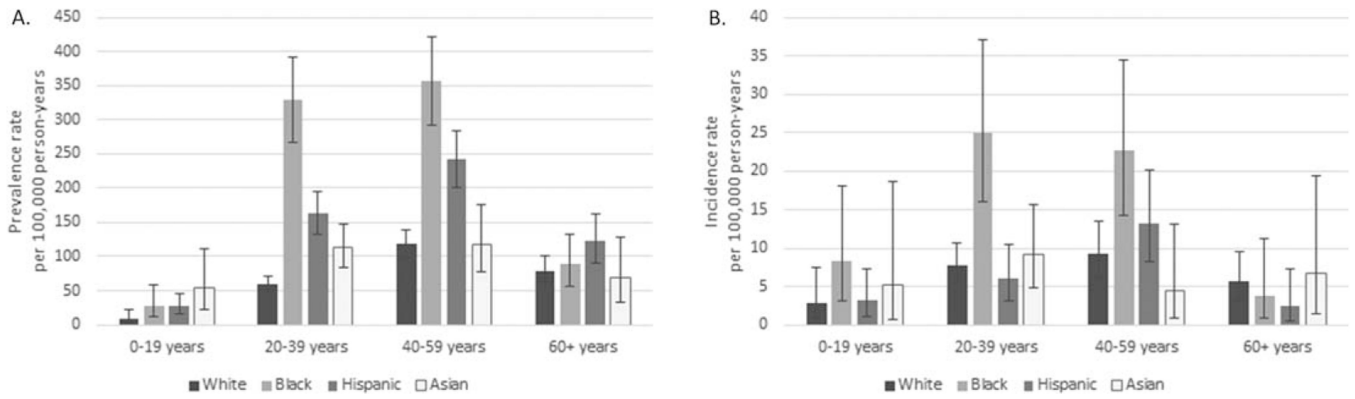 A.
Prevalence rate
per 100,000 person-years
450
400
350
300
250
200
150
100
50
0
0-19 years 20-39 years 40-59 years 60+ years
White Black Hispanic Asian
B.
Incidence rate
per 100,000 person-years
40
35
30
25
20
15
10
5
0
0-19 years 20-39 years 40-59 years 60+ years
White Black Hispanic Asian